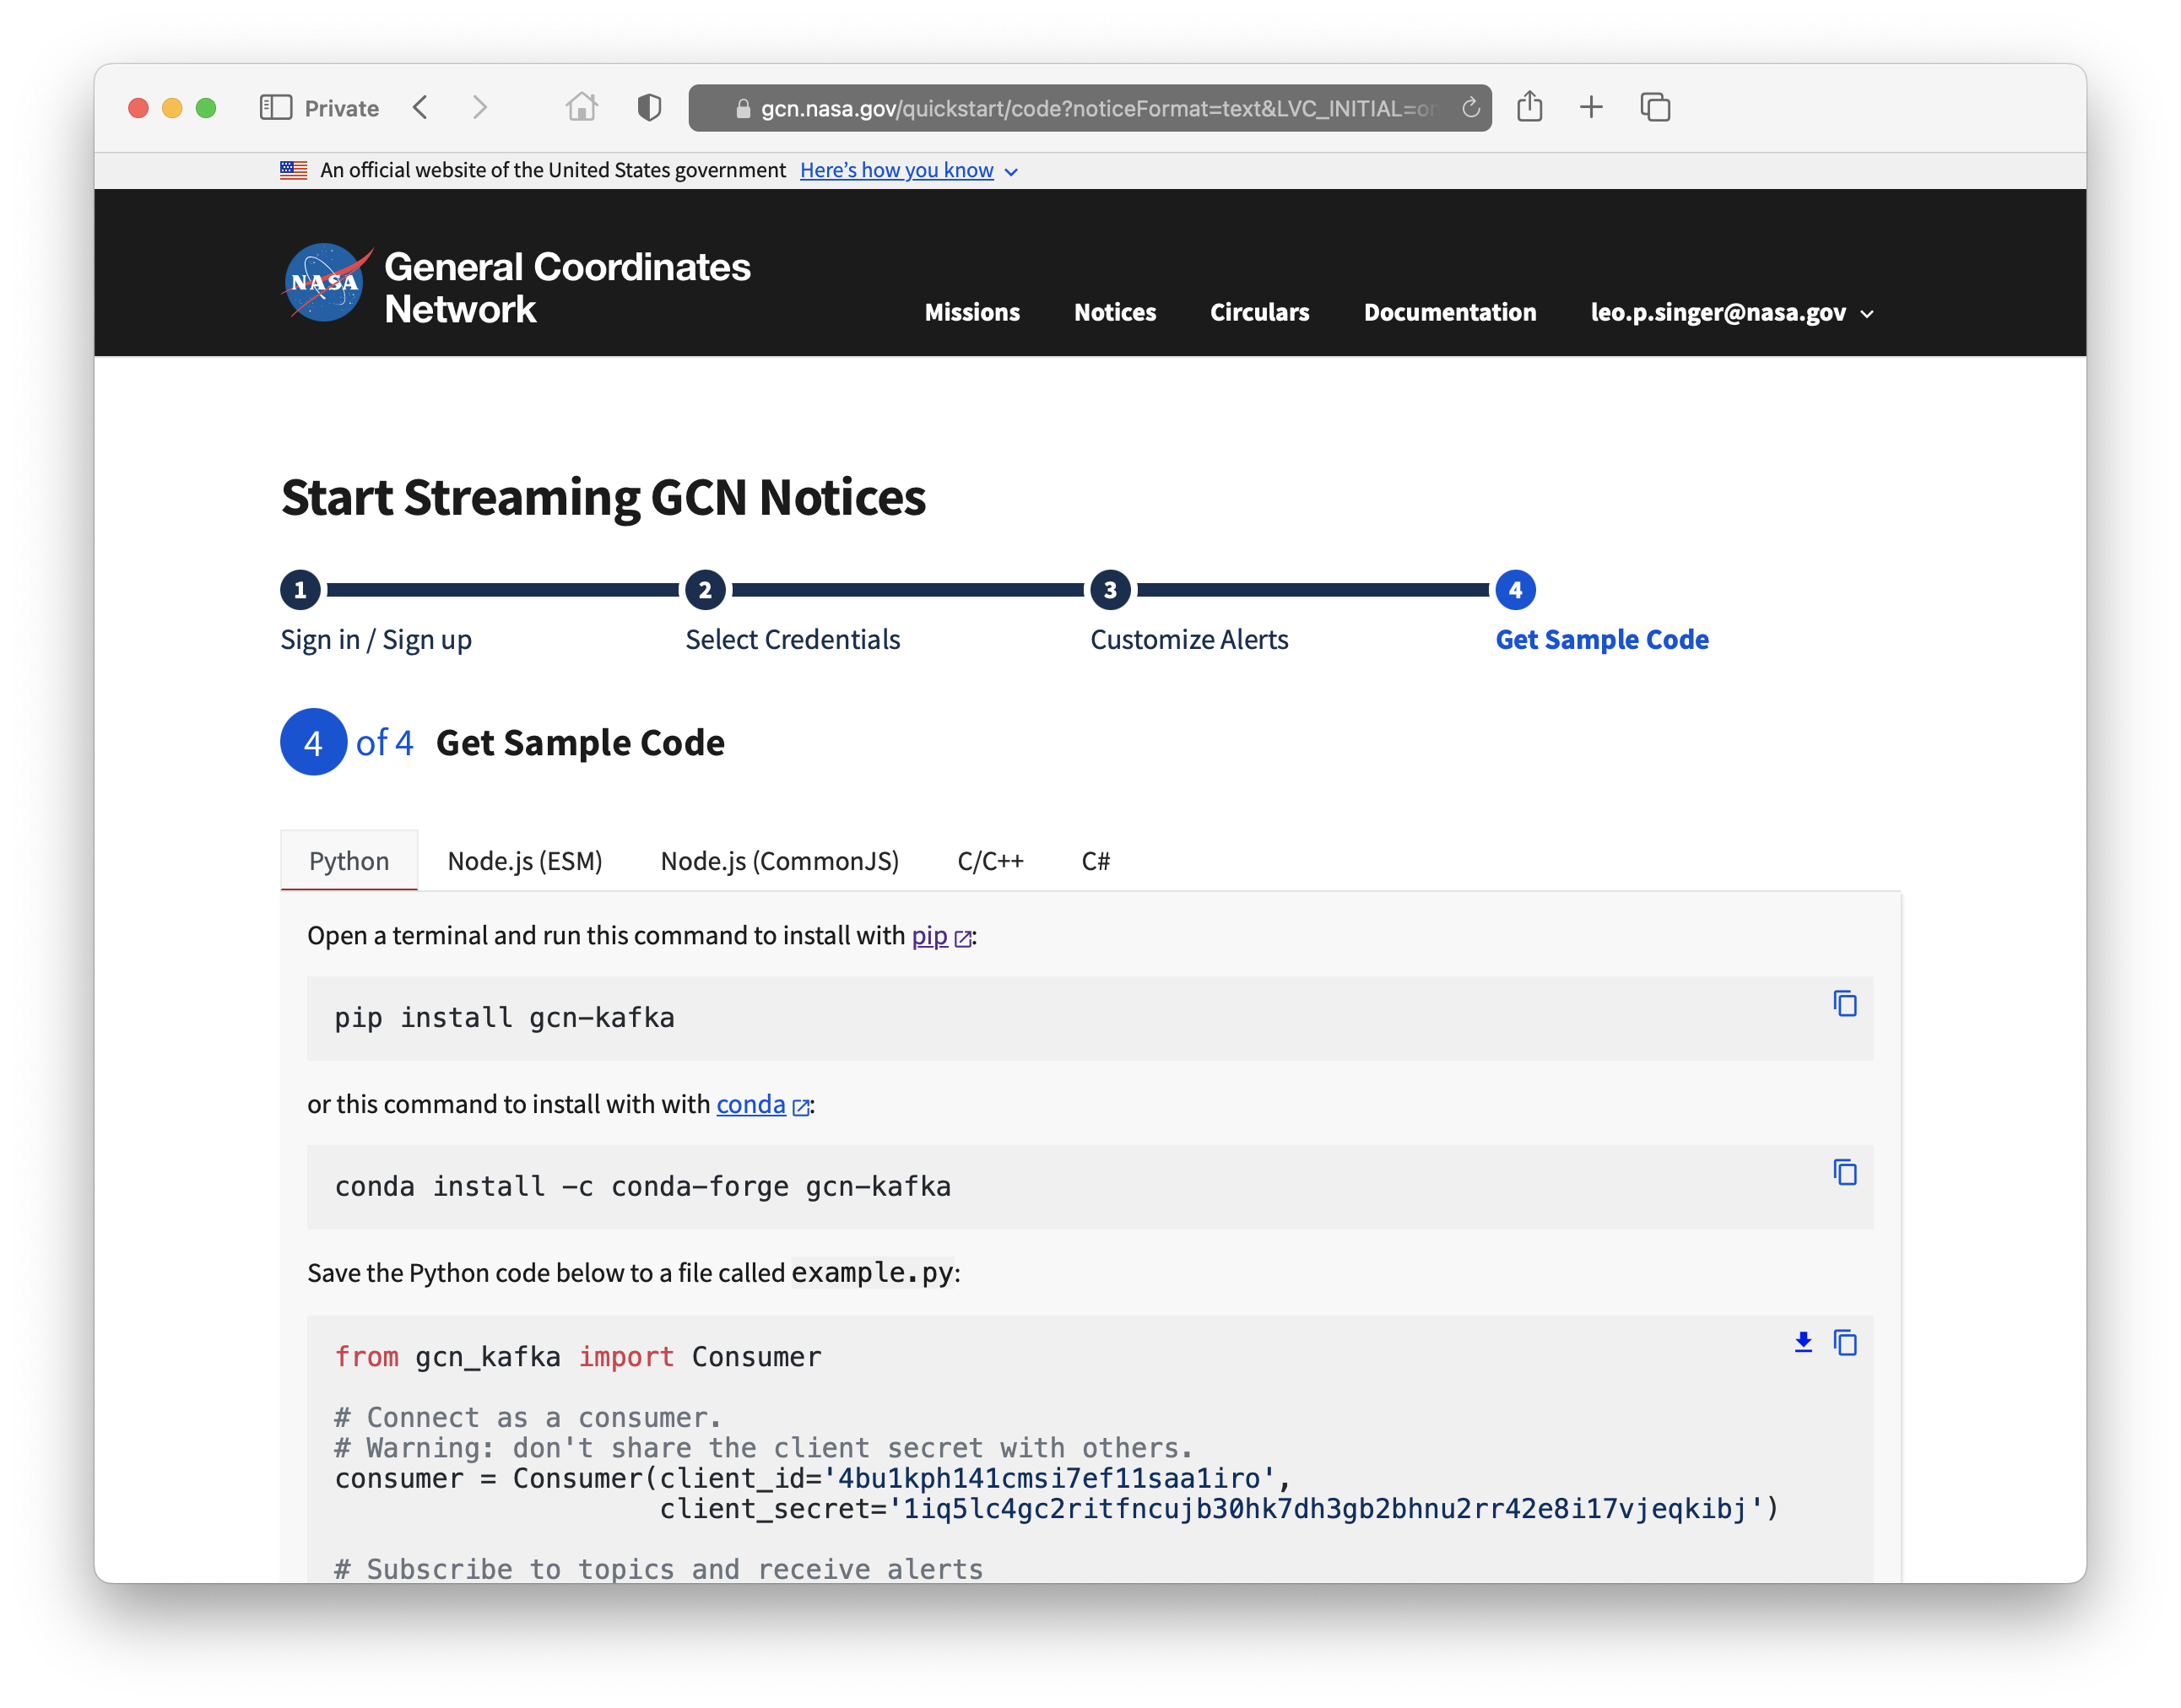 Private
gcn.nasa.gov/quickstart/code?noticeFormat=text&LVC_INITIAL=on
An official website of the United States government Here's how you know
NASA
General Coordinates
Network
Missions Notices Circulars Documentation leo.p.singer@nasa.gov
Start Streaming GCN Notices
1 2 3 4
Sign in / Sign up Select Credentials Customize Alerts Get Sample Code
4 of 4 Get Sample Code
Python Node.js (ESM) Node.js (CommonJS) C/C++ C#
Open a terminal and run this command to install with pip:
pip install gcn-kafka
or this command to install with with conda:
conda install -c conda-forge gcn-kafka
Save the Python code below to a file called example.py:
from gcn_kafka import Consumer
# Connect as a consumer.
# Warning: don't share the client secret with others.
consumer = Consumer(client_id='4bu1kph141cmsi7ef11saa1iro',
client_secret='1iq5lc4gc2ritfncujb30hk7dh3gb2bhnu2rr42e8i17vjeqkibj')
# Subscribe to topics and receive alerts